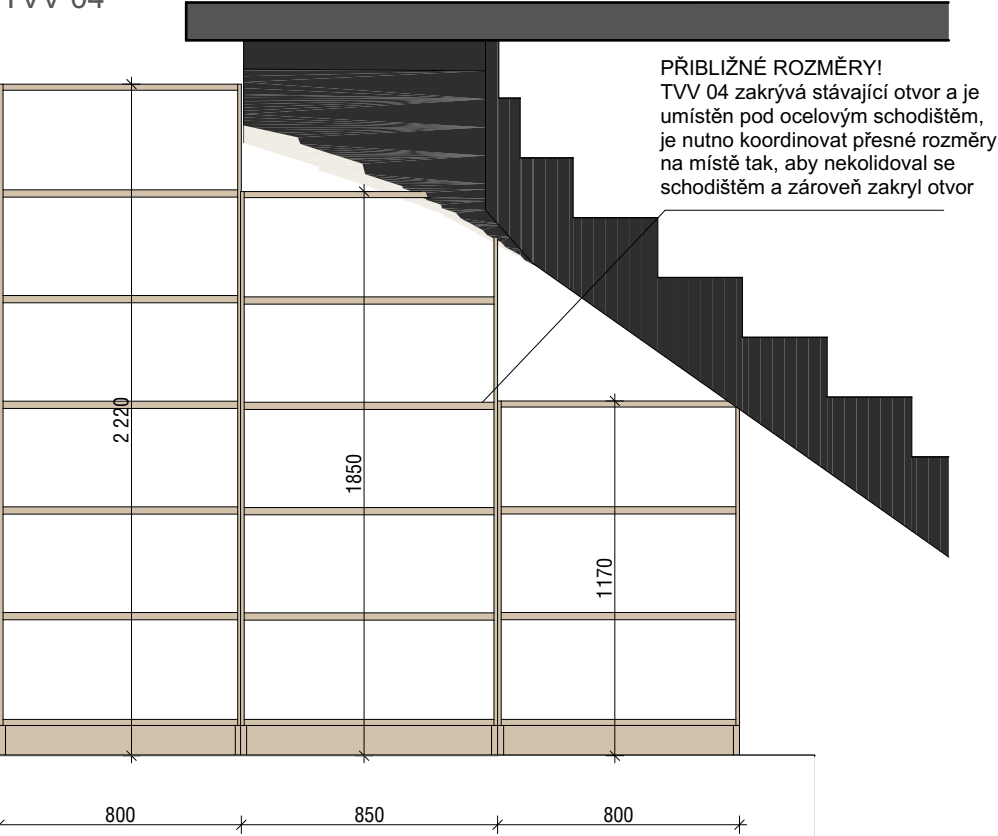 TVV 04
PŘIBLIŽNÉ ROZMĚRY!
TVV 04 zakrývá stávající otvor a je
umístěn pod ocelovým schodištěm,
je nutno koordinovat přesné rozměry
na místě tak, aby nekolidoval se
schodištěm a zároveň zakryl otvor
2 220
1850
1170
800
850
800